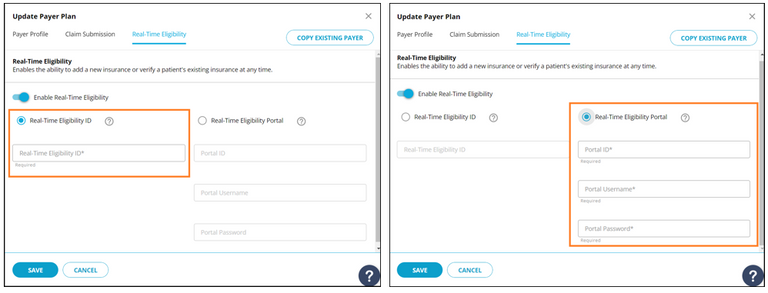 Update Payer Plan
Payer Profile Claim Submission Real-Time Eligibility
COPY EXISTING PAYER
Real-Time Eligibility
Enables the ability to add a new insurance or verify a patient's existing insurance at any time.
Enable Real-Time Eligibility
Real-Time Eligibility ID ? Real-Time Eligibility Portal ?
Real-Time Eligibility ID* Portal ID
Required
Portal Username
Portal Password
SAVE CANCEL ?
Update Payer Plan
Payer Profile Claim Submission Real-Time Eligibility
COPY EXISTING PAYER
Real-Time Eligibility
Enables the ability to add a new insurance or verify a patient's existing insurance at any time.
Enable Real-Time Eligibility
Real-Time Eligibility ID ? Real-Time Eligibility Portal ?
Real-Time Eligibility ID Portal ID*
Required
Portal Username*
Required
Portal Password*
Required
SAVE CANCEL ?